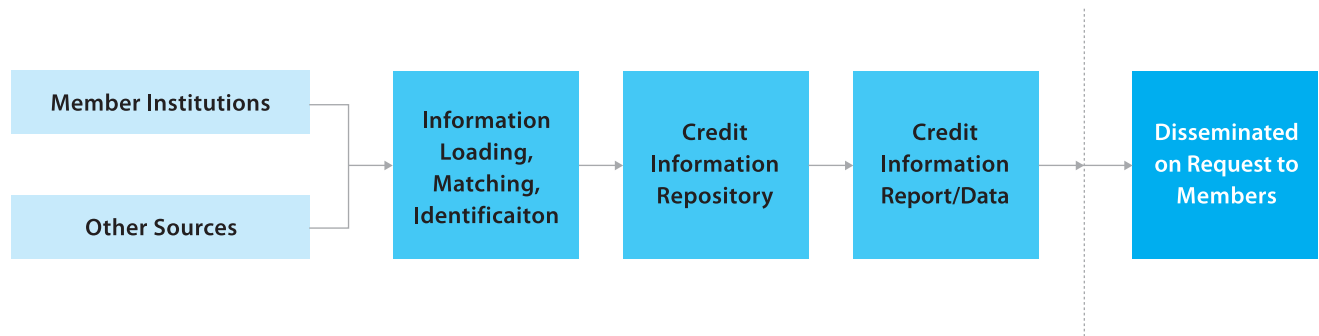 Member Institutions
Other Sources
Information
Loading,
Matching,
Identificaiton
Credit
Information
Repository
Credit
Information
Report/Data
Disseminated
on Request to
Members